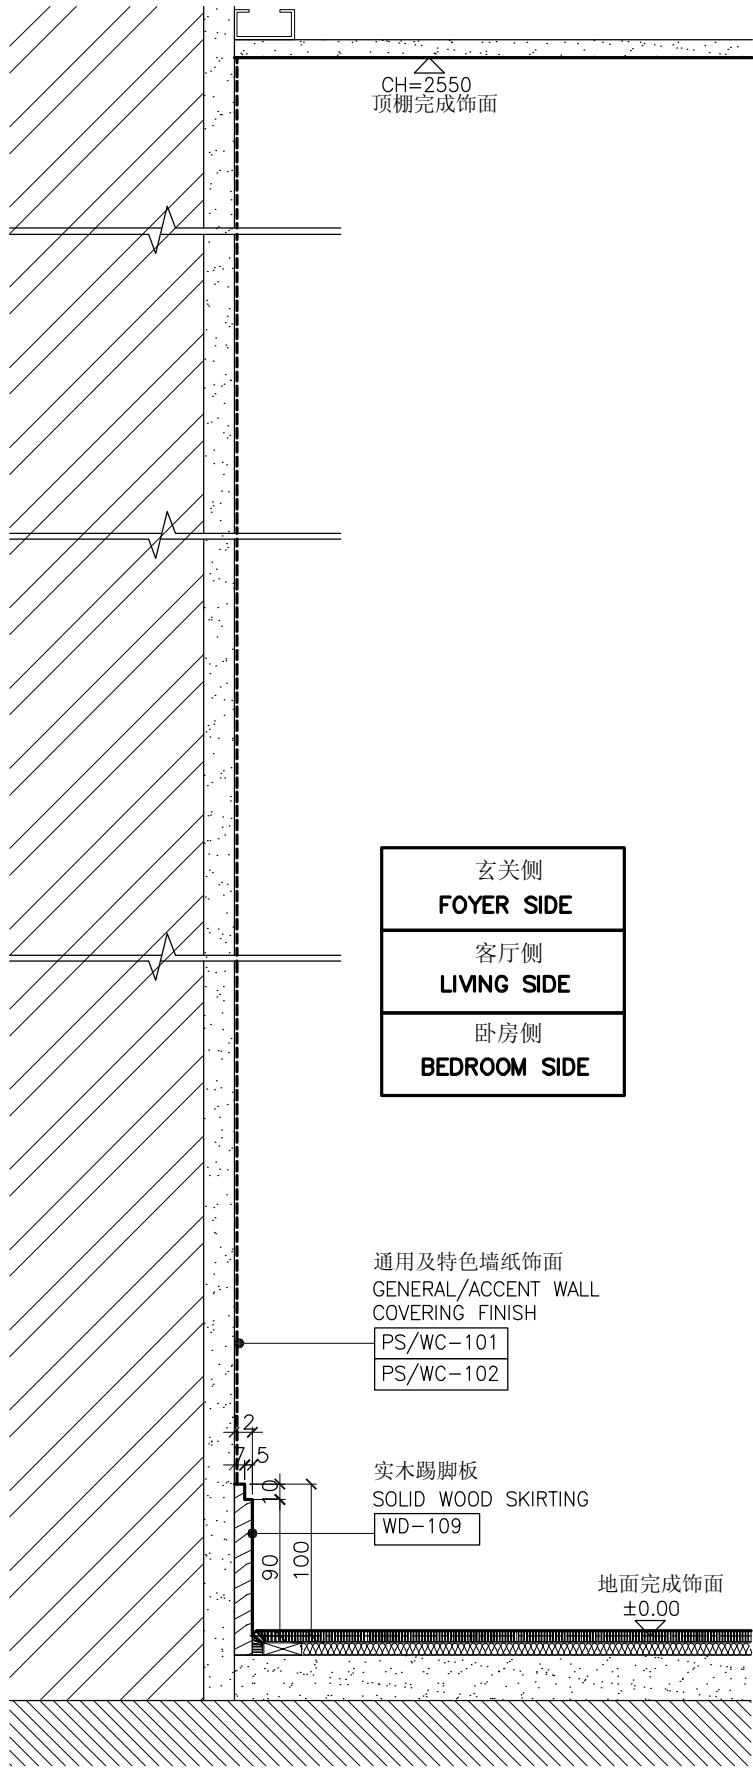 CH=2550
顶棚完成饰面
玄关侧
FOYER SIDE
客厅侧
LIVING SIDE
卧房侧
BEDROOM SIDE
通用及特色墙纸饰面
GENERAL/ACCENT WALL
COVERING FINISH
PS/WC-101
PS/WC-102
12
7 5
实木踢脚板
SOLID WOOD SKIRTING
WD-109
10
90
100
地面完成饰面
±0.00